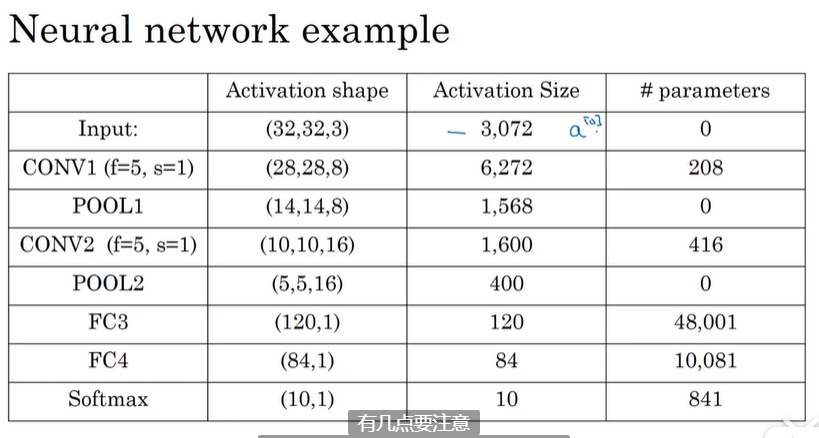 Neural network example
Activation shape Activation Size # parameters
Input: (32,32,3) – 3,072 a[0] 0
CONV1 (f=5, s=1) (28,28,8) 6,272 208
POOL1 (14,14,8) 1,568 0
CONV2 (f=5, s=1) (10,10,16) 1,600 416
POOL2 (5,5,16) 400 0
FC3 (120,1) 120 48,001
FC4 (84,1) 84 10,081
Softmax (10,1) 10 841
有几点要注意